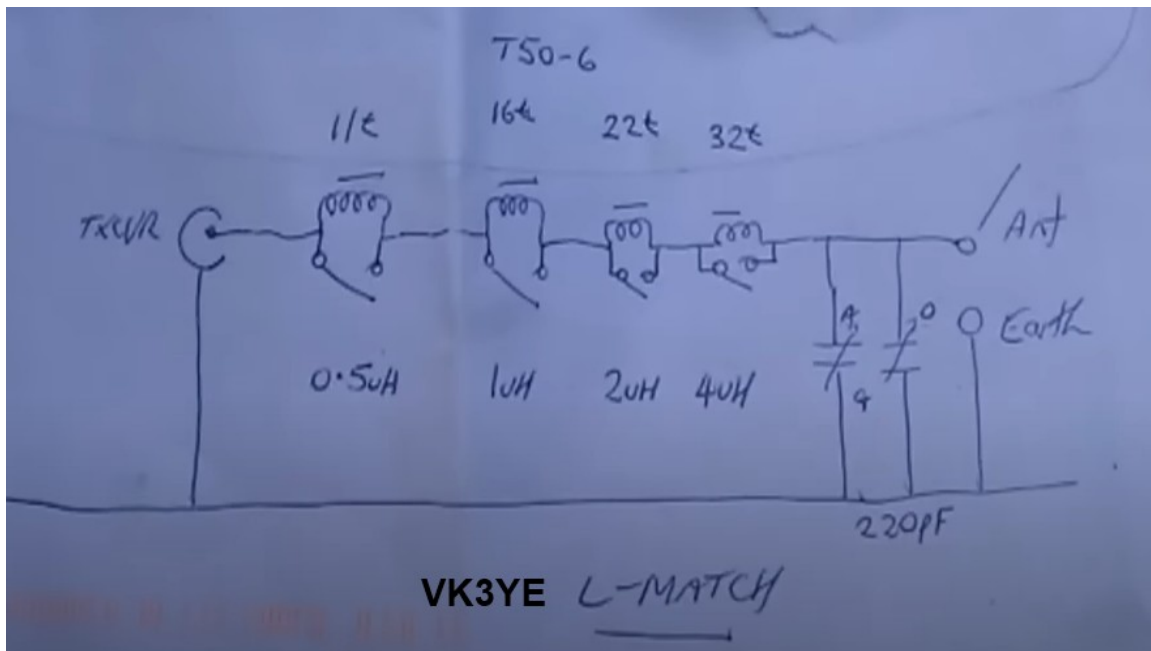 T50-6
11t 16t 22t 32t
TXCVR
Ant
A O
Earth
G
0.5uH 1uH 2uH 4uH
220pF
VK3YE L-MATCH